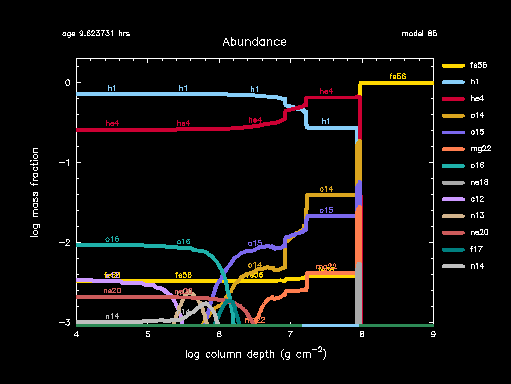 age 9.623731 hrs
model 86
Abundance
fe56
h1
he4
o14
o15
mg22
o16
ne18
c12
n13
ne20
f17
n14
0
−1
−2
−3
log mass fraction
h1 h1 h1 h1
he4 he4 he4 he4
fe56
o14
o15
o16 o16 o15
o14
fe56 fe56
ne20
n14
mg22
4 5 6 7 8 9
log column depth (g cm−2)